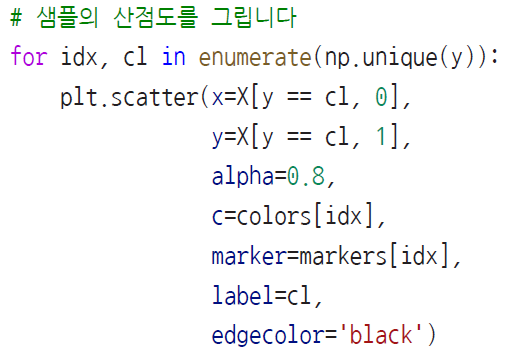 # 샘플의 산점도를 그립니다
for idx, cl in enumerate(np.unique(y)):
    plt.scatter(x=X[y == cl, 0],
                y=X[y == cl, 1],
                alpha=0.8,
                c=colors[idx],
                marker=markers[idx],
                label=cl,
                edgecolor='black')